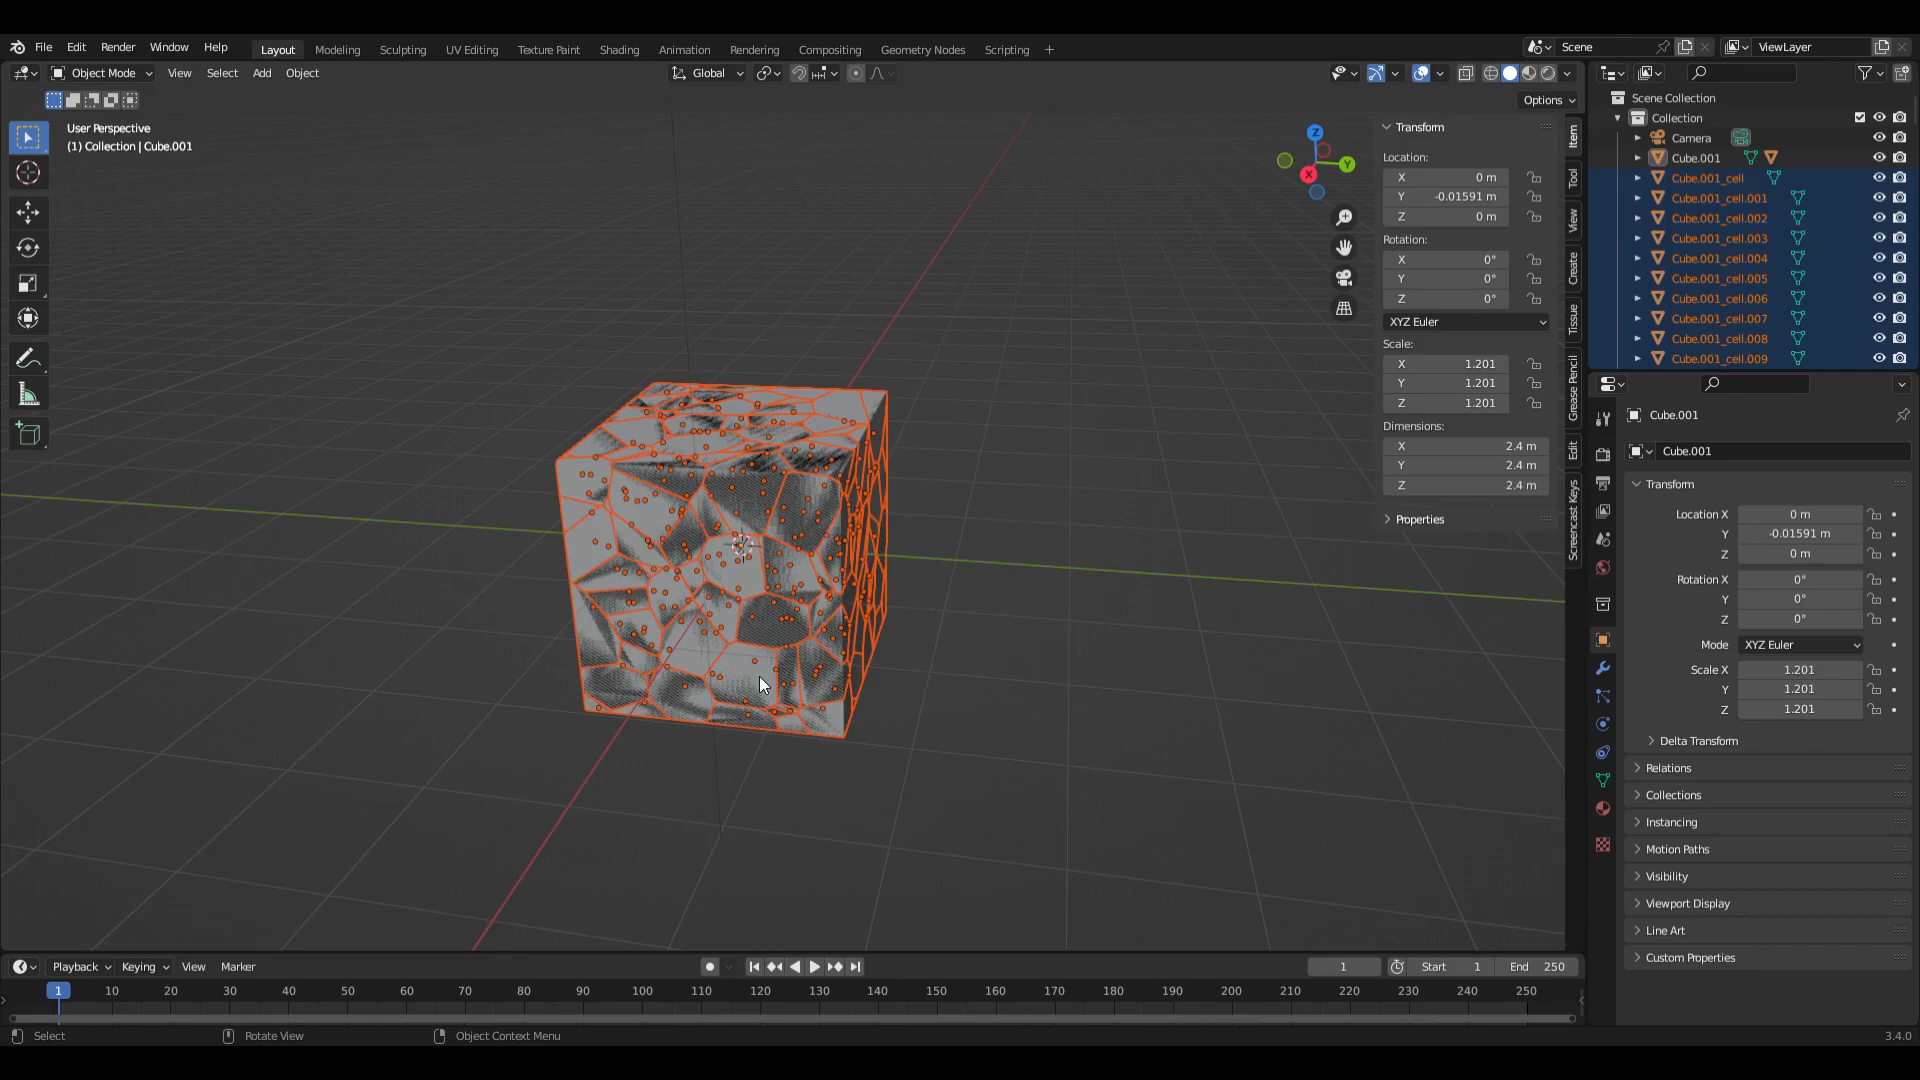 File Edit Render Window Help
Layout Modeling Sculpting UV Editing Texture Paint Shading Animation Rendering Compositing Geometry Nodes Scripting +
Scene
ViewLayer
Object Mode View Select Add Object
Global
Options
User Perspective
(1) Collection | Cube.001
Z
Y
X
Transform
Location:
X 0 m
Y -0.01591 m
Z 0 m
Rotation:
X 0°
Y 0°
Z 0°
XYZ Euler
Scale:
X 1.201
Y 1.201
Z 1.201
Dimensions:
X 2.4 m
Y 2.4 m
Z 2.4 m
Properties
Item
Tool
View
Create
Tissue
Grease Pencil
Edit
Screencast Keys
Scene Collection
Collection
Camera
Cube.001
Cube.001_cell
Cube.001_cell.001
Cube.001_cell.002
Cube.001_cell.003
Cube.001_cell.004
Cube.001_cell.005
Cube.001_cell.006
Cube.001_cell.007
Cube.001_cell.008
Cube.001_cell.009
Cube.001
Cube.001
Transform
Location X 0 m
Y -0.01591 m
Z 0 m
Rotation X 0°
Y 0°
Z 0°
Mode XYZ Euler
Scale X 1.201
Y 1.201
Z 1.201
Delta Transform
Relations
Collections
Instancing
Motion Paths
Visibility
Viewport Display
Line Art
Custom Properties
Playback Keying View Marker
1 Start 1 End 250
1 10 20 30 40 50 60 70 80 90 100 110 120 130 140 150 160 170 180 190 200 210 220 230 240 250
Select Rotate View Object Context Menu
3.4.0